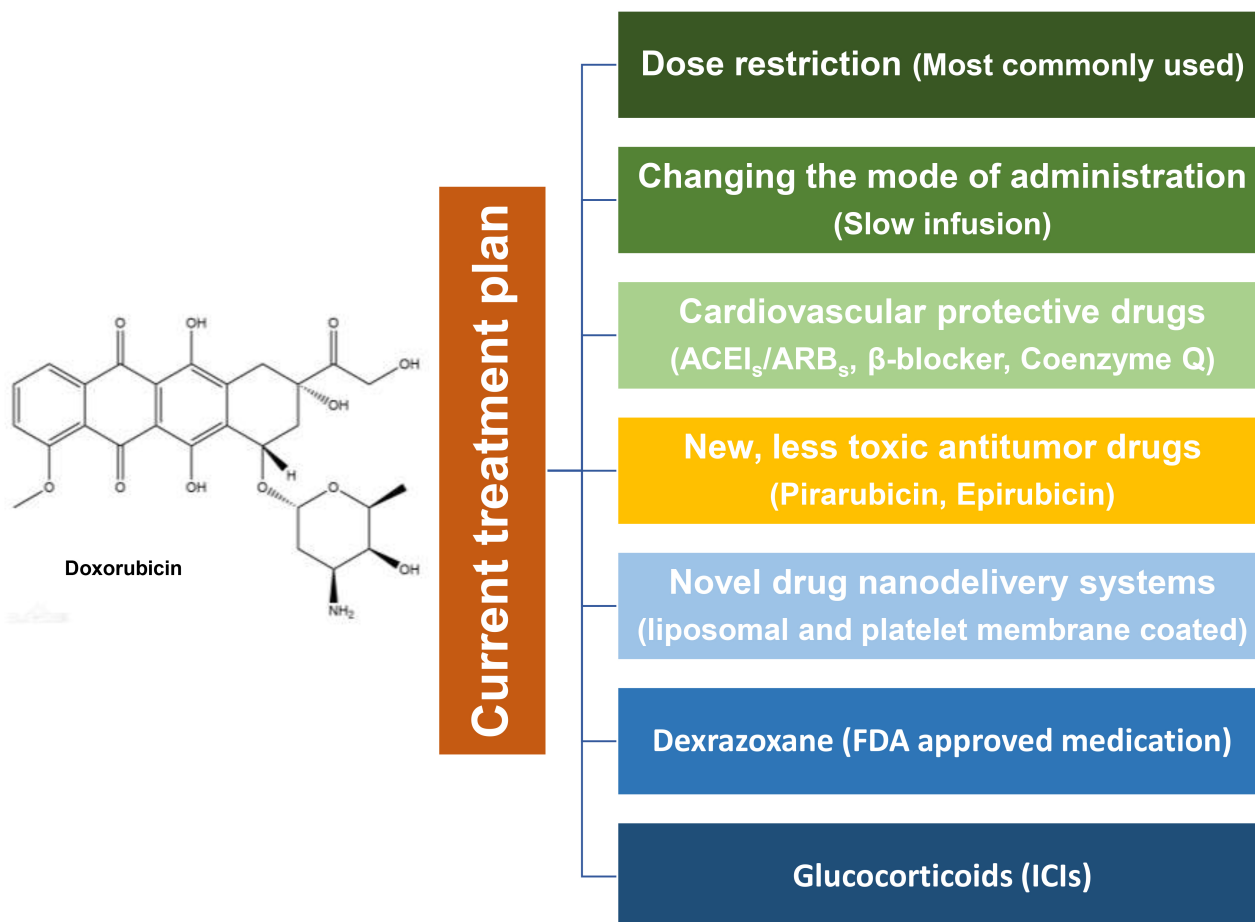 Dose restriction (Most commonly used)
Changing the mode of administration
(Slow infusion)
Cardiovascular protective drugs
(ACEIs/ARBs, β-blocker, Coenzyme Q)
New, less toxic antitumor drugs
(Pirarubicin, Epirubicin)
Novel drug nanodelivery systems
(liposomal and platelet membrane coated)
Dexrazoxane (FDA approved medication)
Glucocorticoids (ICIs)
Current treatment plan
O
OH
O
OH
OH
O
O
OH
H
O
O
OH
NH2
Doxorubicin